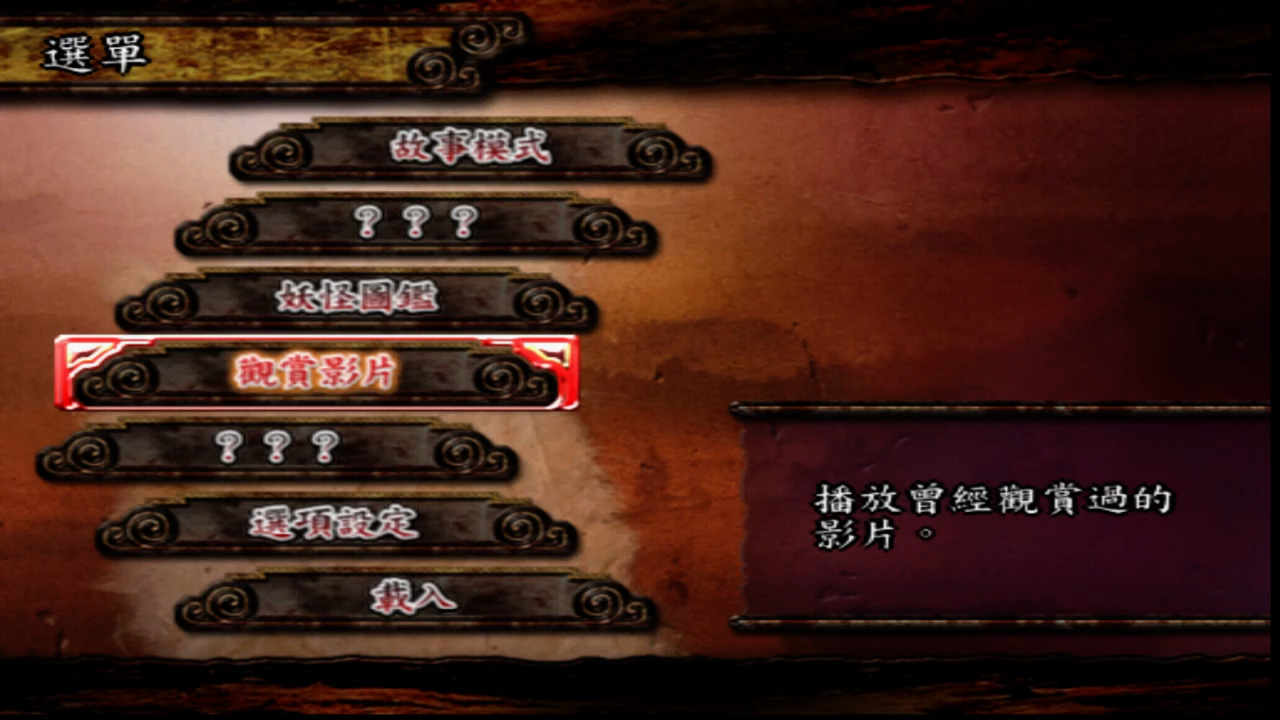 選單
故事模式
? ? ?
妖怪圖鑑
觀賞影片
? ? ?
選項設定
載入
播放曾經觀賞過的
影片。